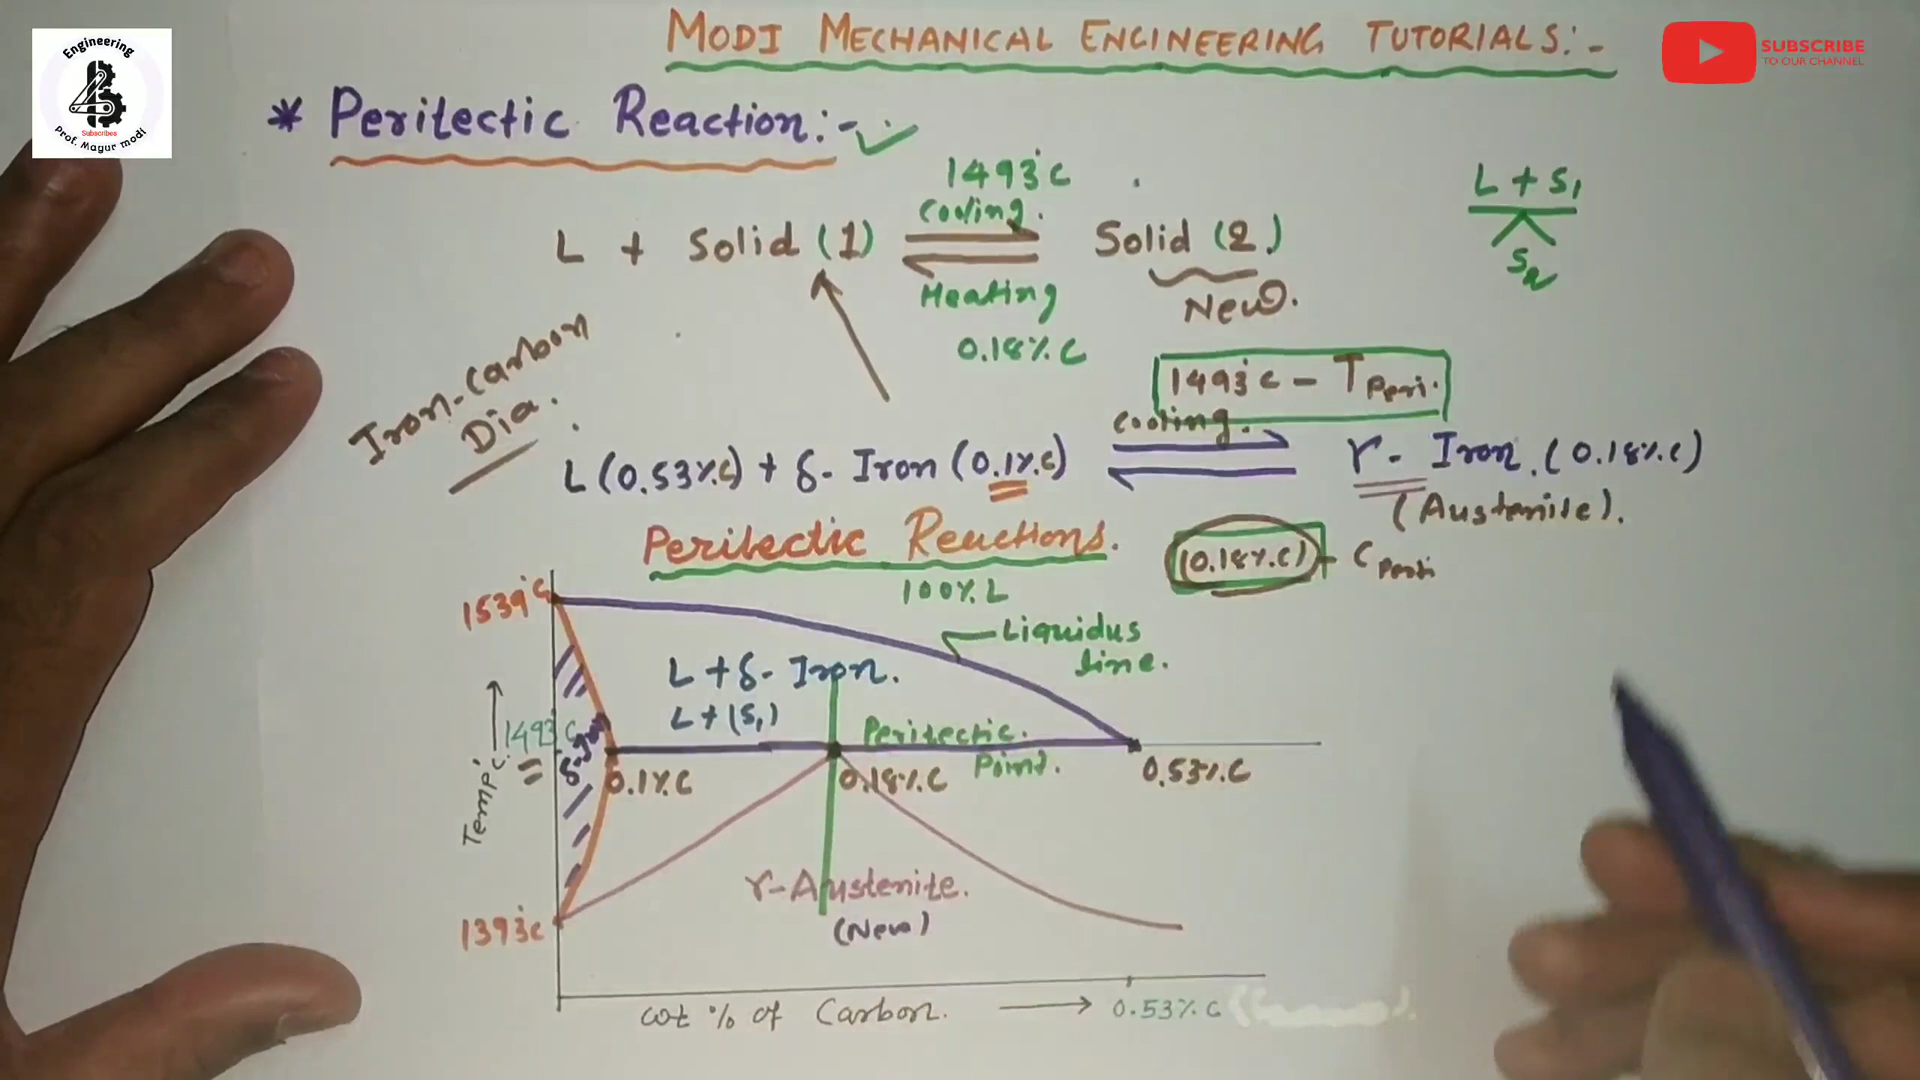 MODI MECHANICAL ENGINEERING TUTORIALS:-
Engineering
Subscribes
Prof. Mayur modi
SUBSCRIBE
TO OUR CHANNEL
* Peritectic Reaction:-
1493°c
cooling.
L + Solid (1) ⇌ Solid (2)
Heating
New.
0.18%C
L + S1
S2
Iron-Carbon
Dia.
1493°c - TPeri.
cooling.
L(0.53%C) + δ- Iron (0.1%C) ⇌ γ- Iron. (0.18%C)
(Austenite).
Peritectic Reactions.
(0.18%C) - CPeri
100% L
1539°C
Liquidus
line.
L + δ- Iron.
L + (S1)
1493°C
δ-Iron
Peritectic
Point.
0.1%C
0.18%C
0.53%C
Temp°C.
γ-Austenite.
(New)
1393°c
wt % of Carbon. →
0.53%C